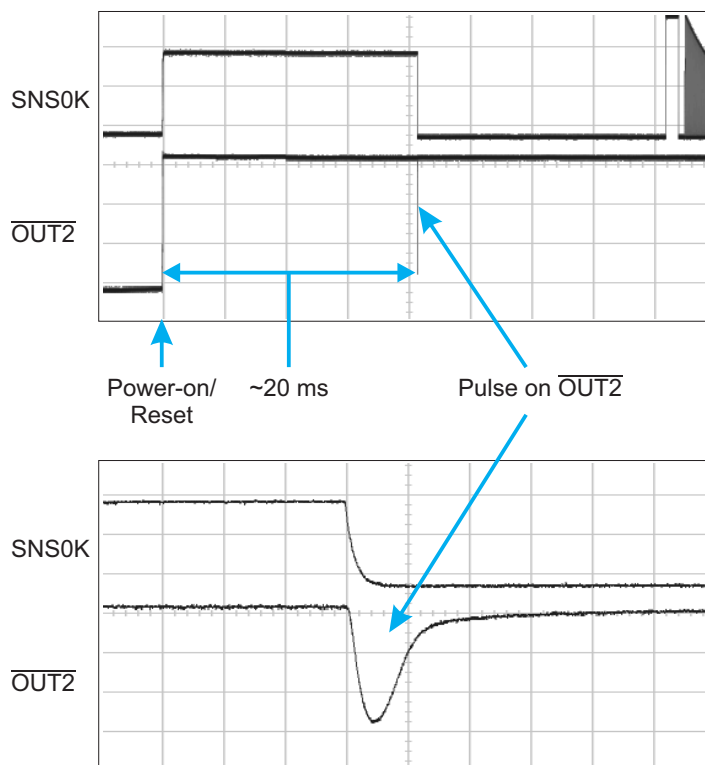 SNS0K
OUT2
Power-on/
Reset
~20 ms
Pulse on OUT2
SNS0K
OUT2